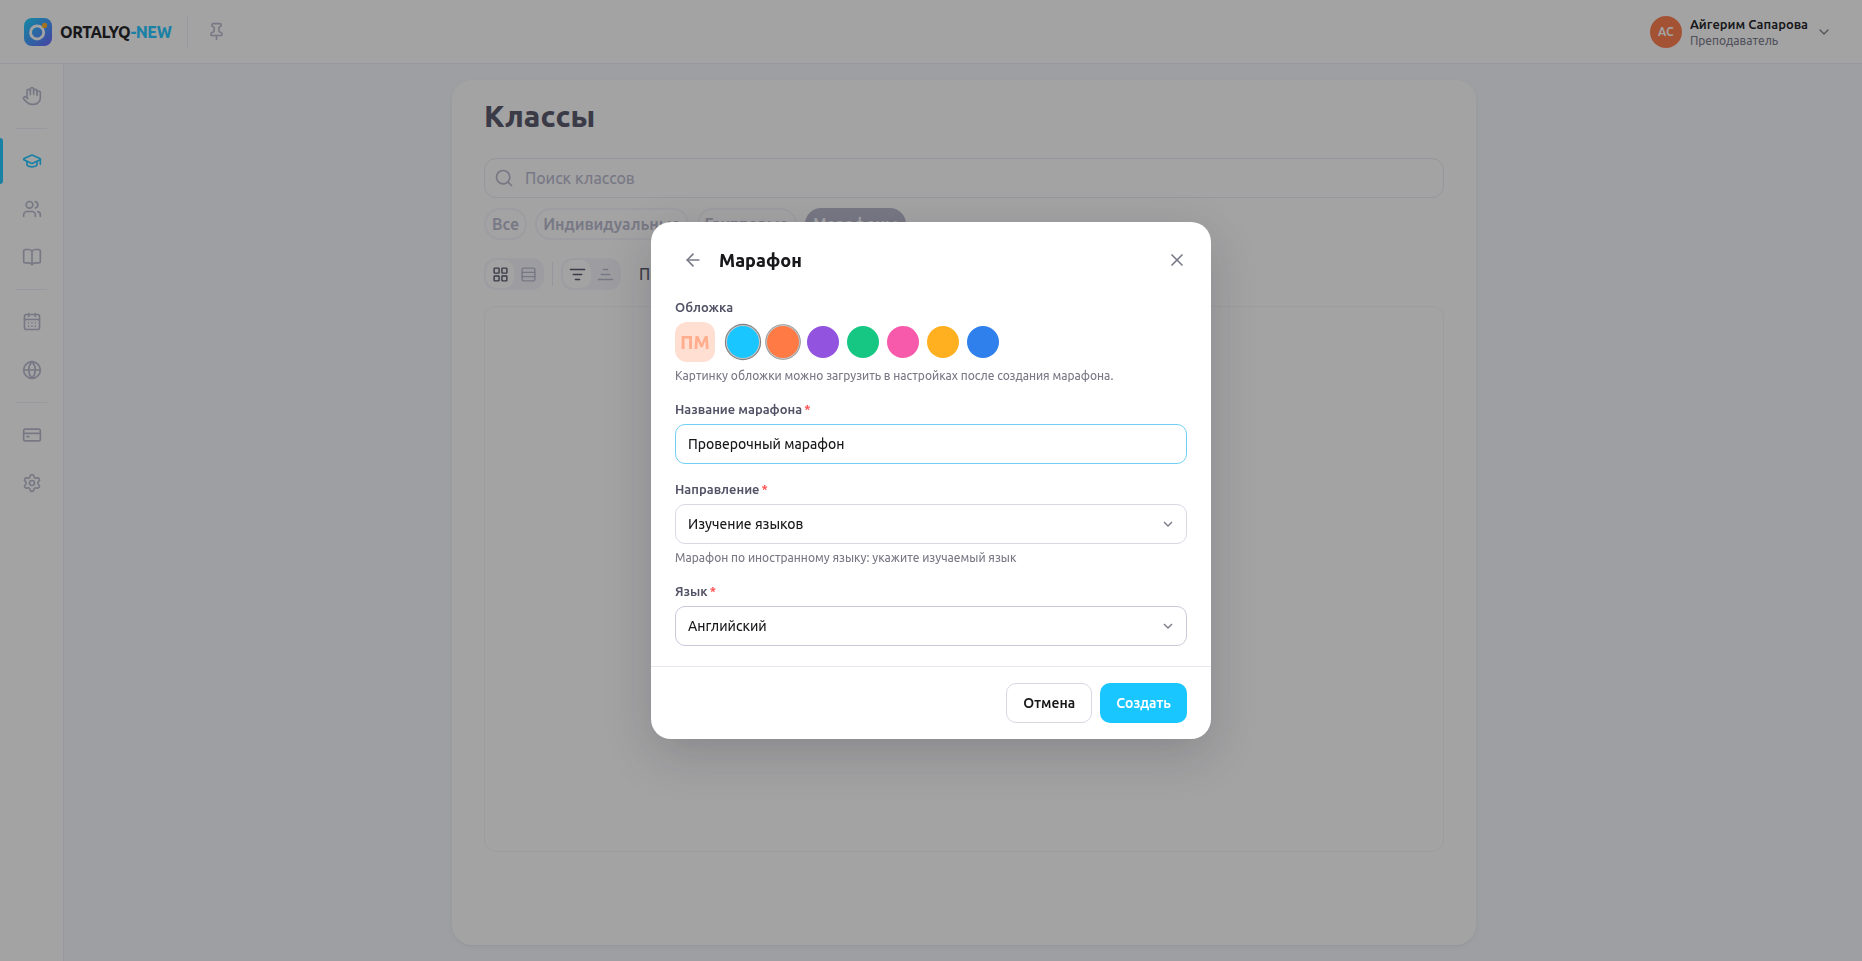 ORTALYQ-NEW
АС
Айгерим Сапарова
Преподаватель
Классы
Поиск классов
Все
Марафон
Обложка
ПМ
Картинку обложки можно загрузить в настройках после создания марафона.
Название марафона *
Проверочный марафон
Направление *
Изучение языков
Марафон по иностранному языку: укажите изучаемый язык
Язык *
Английский
Отмена
Создать